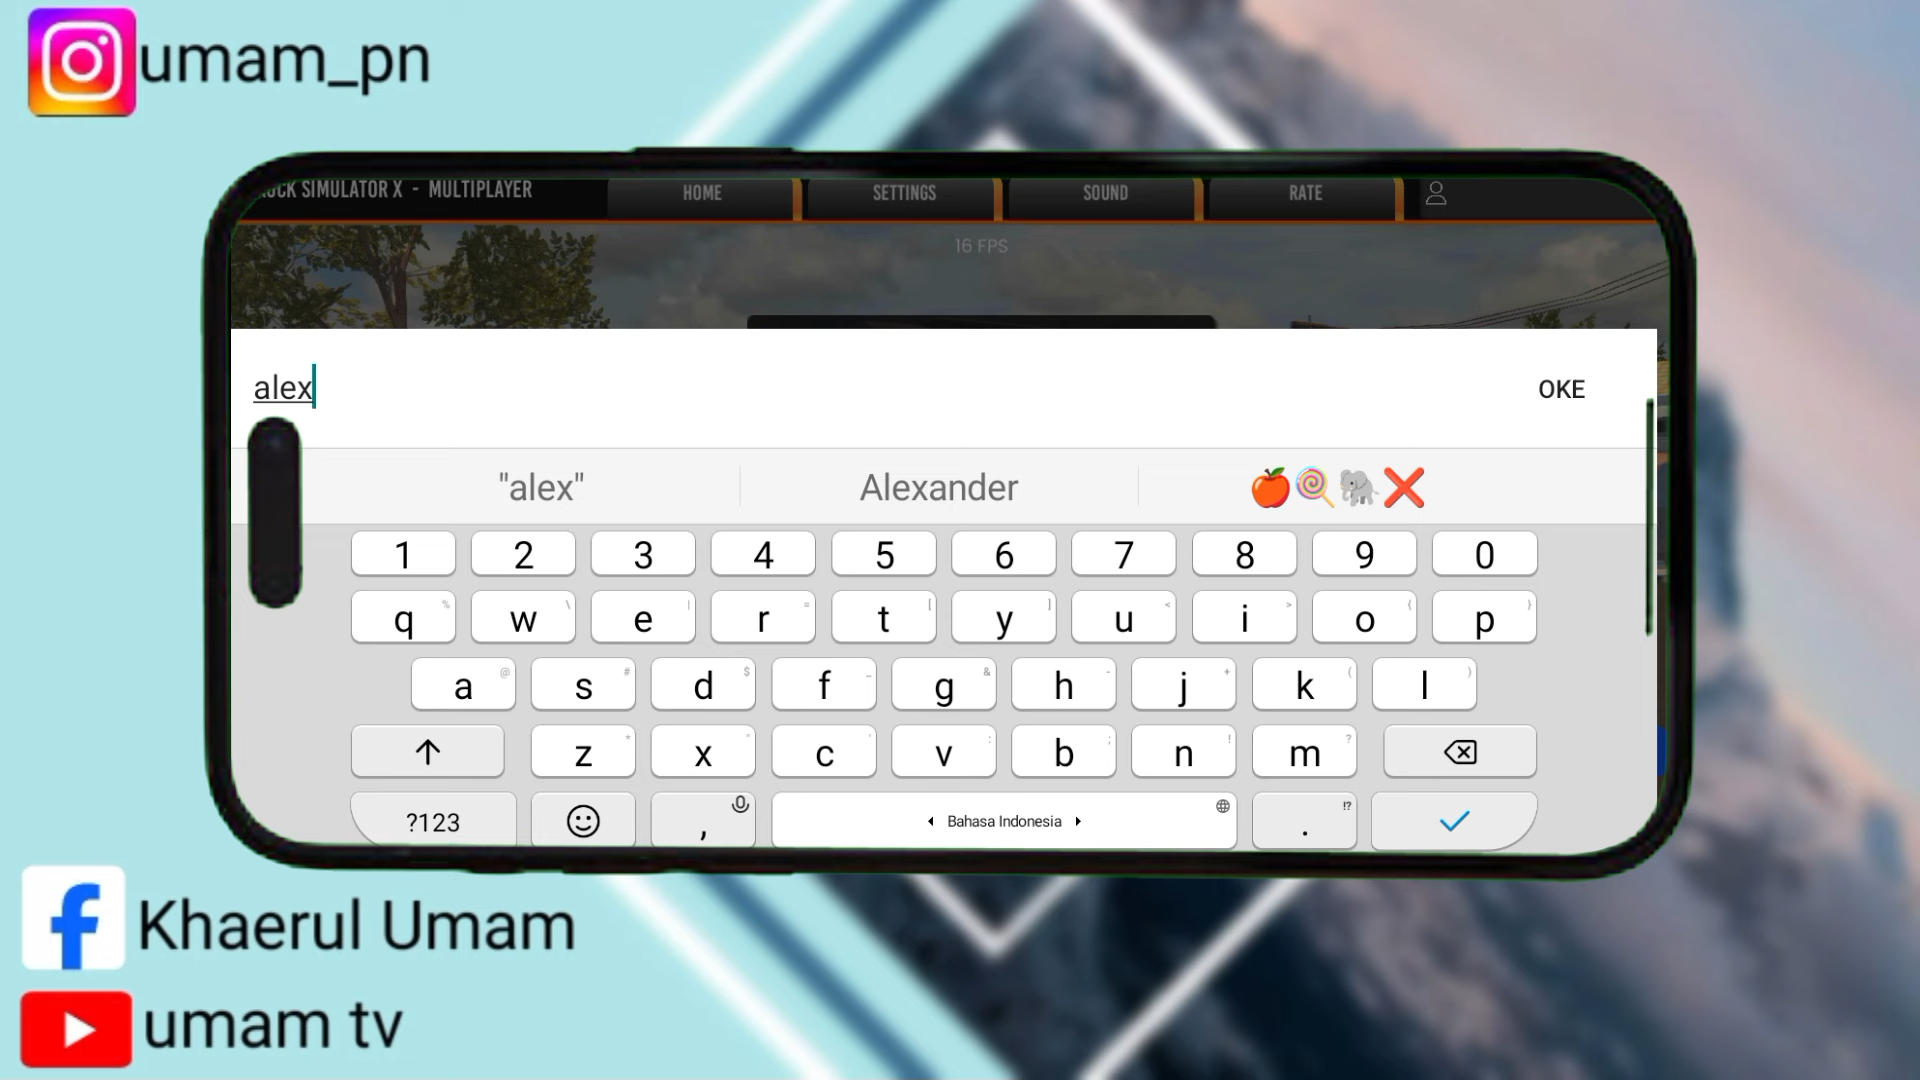 umam_pn
UCK SIMULATOR X - MULTIPLAYER
HOME
SETTINGS
SOUND
RATE
16 FPS
alex
OKE
"alex"
Alexander
1 2 3 4 5 6 7 8 9 0
q w e r t y u i o p
a s d f g h j k l
z x c v b n m
?123
,
Bahasa Indonesia
.
!?
Khaerul Umam
umam tv